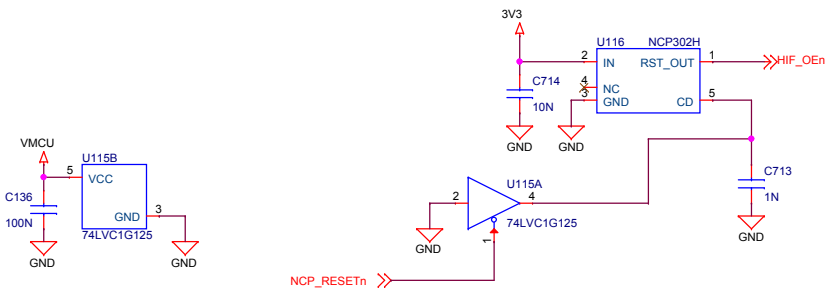 3V3
U116 NCP302H
2 IN RST_OUT 1 HIF_OEn
C714
10N
4 NC
3 GND CD 5
GND GND
VMCU
U115B
5 VCC
C136
100N
GND 3
74LVC1G125
GND GND
U115A
2 4
74LVC1G125
1
GND
C713
1N
GND
NCP_RESETn